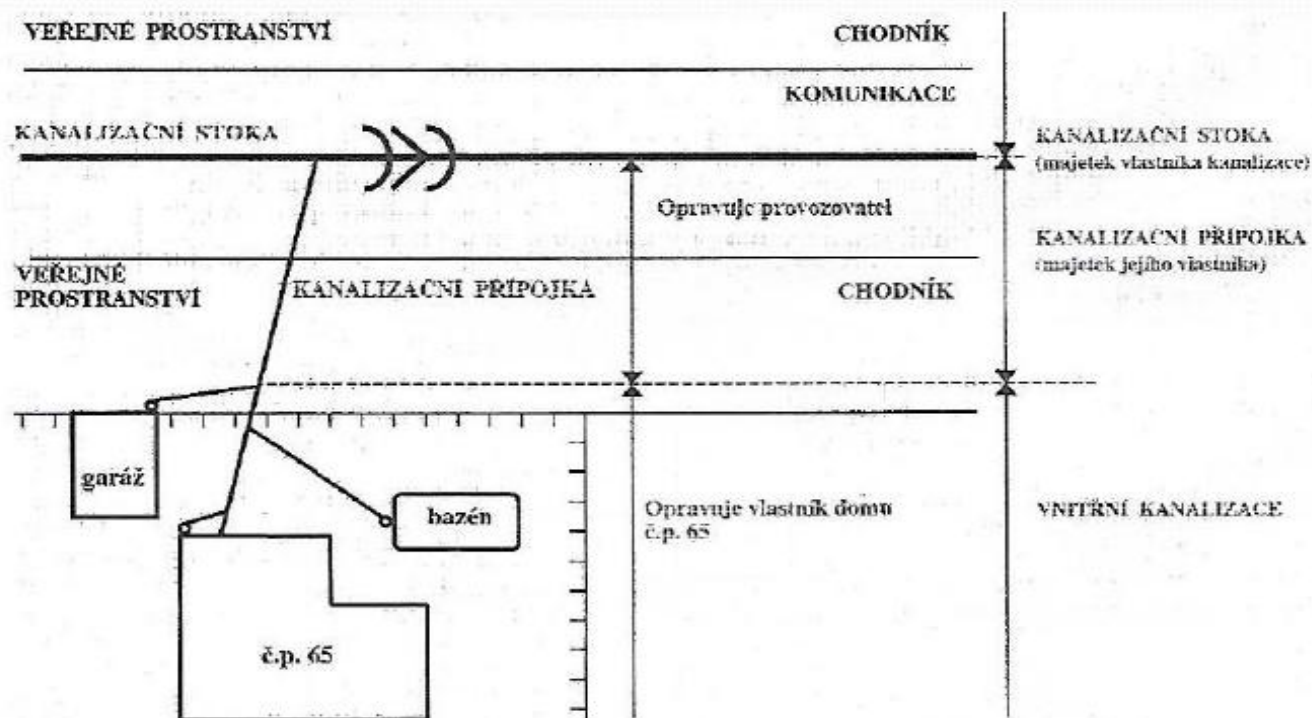 VEŘEJNÉ PROSTRANSTVÍ
CHODNÍK
KOMUNIKACE
KANALIZAČNÍ STOKA
KANALIZAČNÍ STOKA
(majetek vlastníka kanalizace)
Opravuje provozovatel
KANALIZAČNÍ PŘÍPOJKA
(majetek jejího vlastníka)
VEŘEJNÉ
PROSTRANSTVÍ
KANALIZAČNÍ PŘÍPOJKA
CHODNÍK
garáž
bazén
Opravuje vlastník domu
č.p. 65
VNITŘNÍ KANALIZACE
č.p. 65